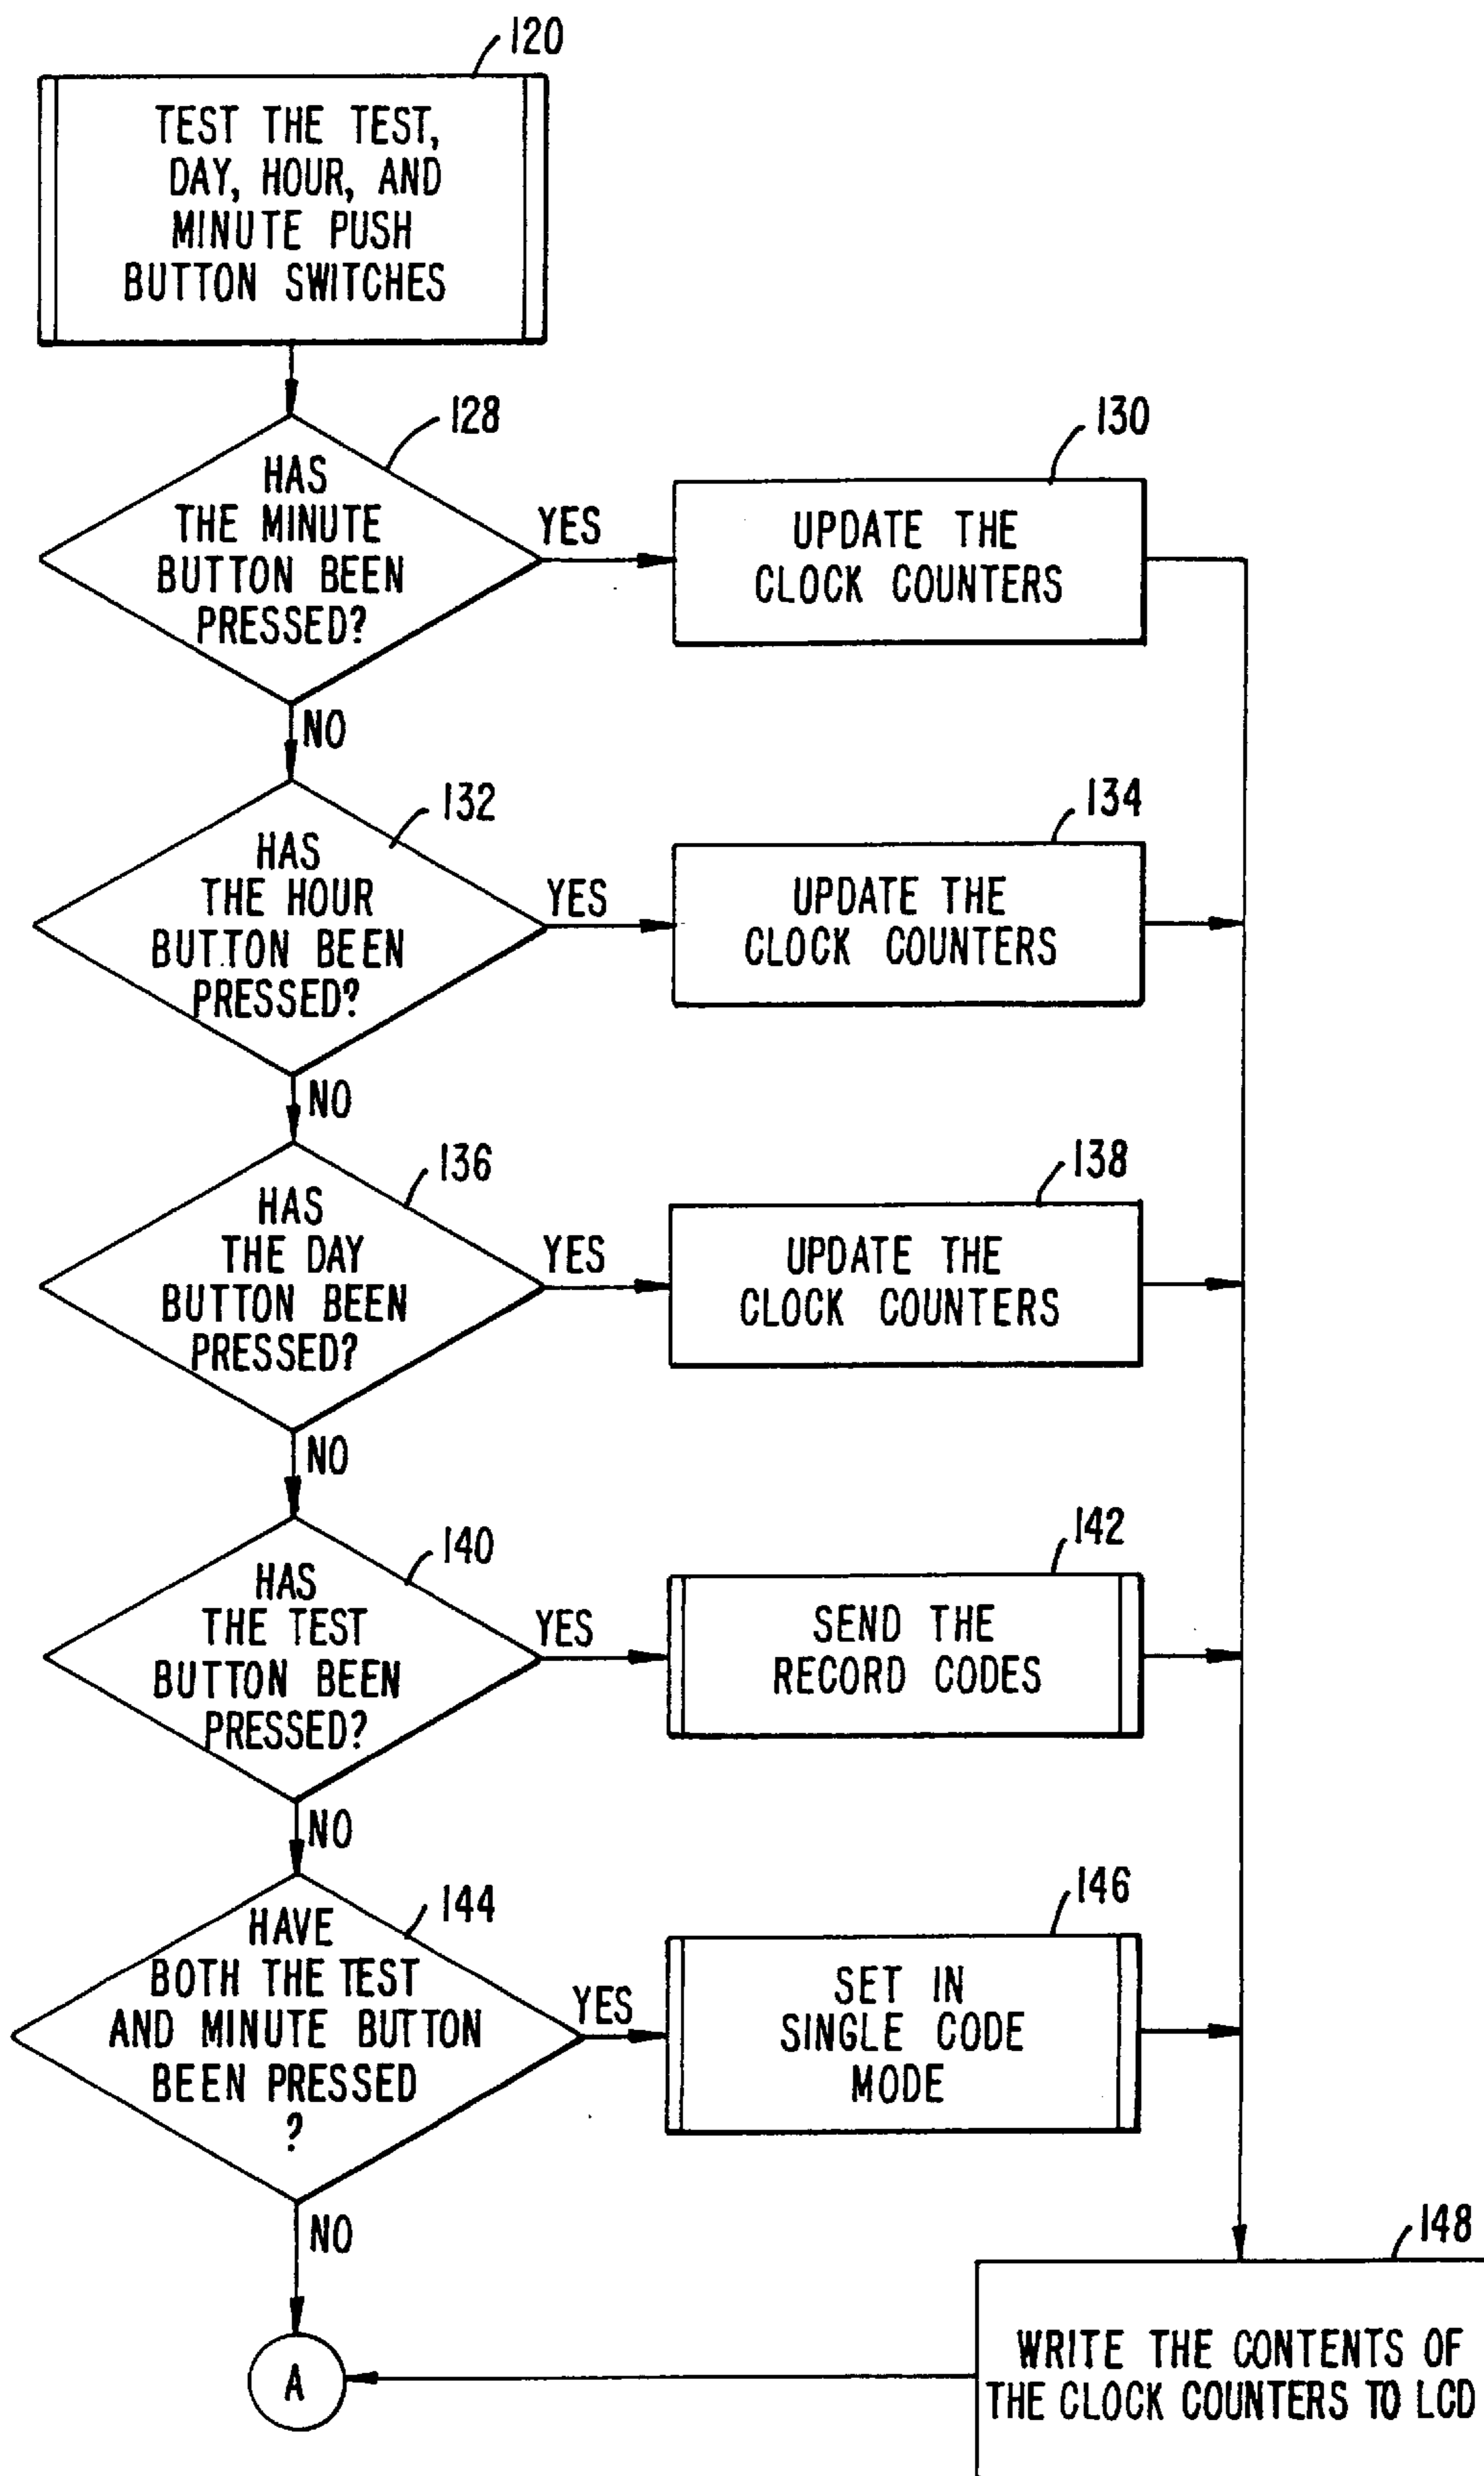 120
TEST THE TEST,
DAY, HOUR, AND
MINUTE PUSH
BUTTON SWITCHES
128
HAS
THE MINUTE
BUTTON BEEN
PRESSED?
YES
130
UPDATE THE
CLOCK COUNTERS
NO
132
HAS
THE HOUR
BUTTON BEEN
PRESSED?
YES
134
UPDATE THE
CLOCK COUNTERS
NO
136
HAS
THE DAY
BUTTON BEEN
PRESSED?
YES
138
UPDATE THE
CLOCK COUNTERS
NO
140
HAS
THE TEST
BUTTON BEEN
PRESSED?
YES
142
SEND THE
RECORD CODES
NO
144
HAVE
BOTH THE TEST
AND MINUTE BUTTON
BEEN PRESSED
?
YES
146
SET IN
SINGLE CODE
MODE
NO
148
WRITE THE CONTENTS OF
THE CLOCK COUNTERS TO LCD
A